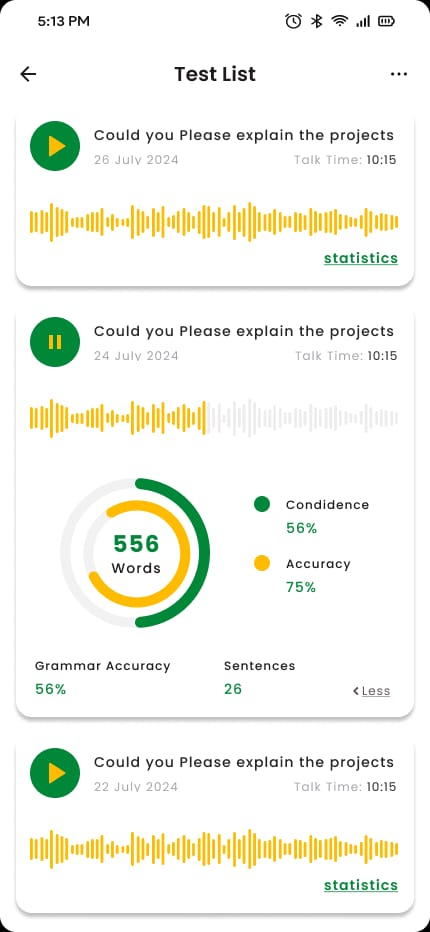 5:13 PM
Test List
Could you Please explain the projects
26 July 2024 Talk Time: 10:15
statistics
Could you Please explain the projects
24 July 2024 Talk Time: 10:15
Condidence
56%
556
Words
Accuracy
75%
Grammar Accuracy Sentences
56% 26 Less
Could you Please explain the projects
22 July 2024 Talk Time: 10:15
statistics